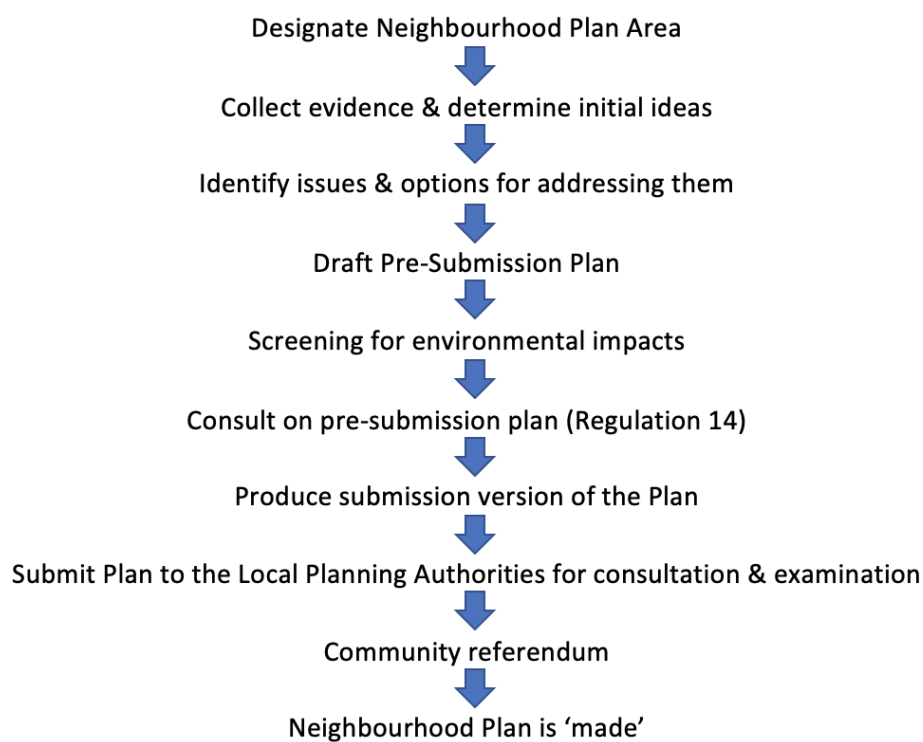 Designate Neighbourhood Plan Area
Collect evidence & determine initial ideas
Identify issues & options for addressing them
Draft Pre-Submission Plan
Screening for environmental impacts
Consult on pre-submission plan (Regulation 14)
Produce submission version of the Plan
Submit Plan to the Local Planning Authorities for consultation & examination
Community referendum
Neighbourhood Plan is ‘made’